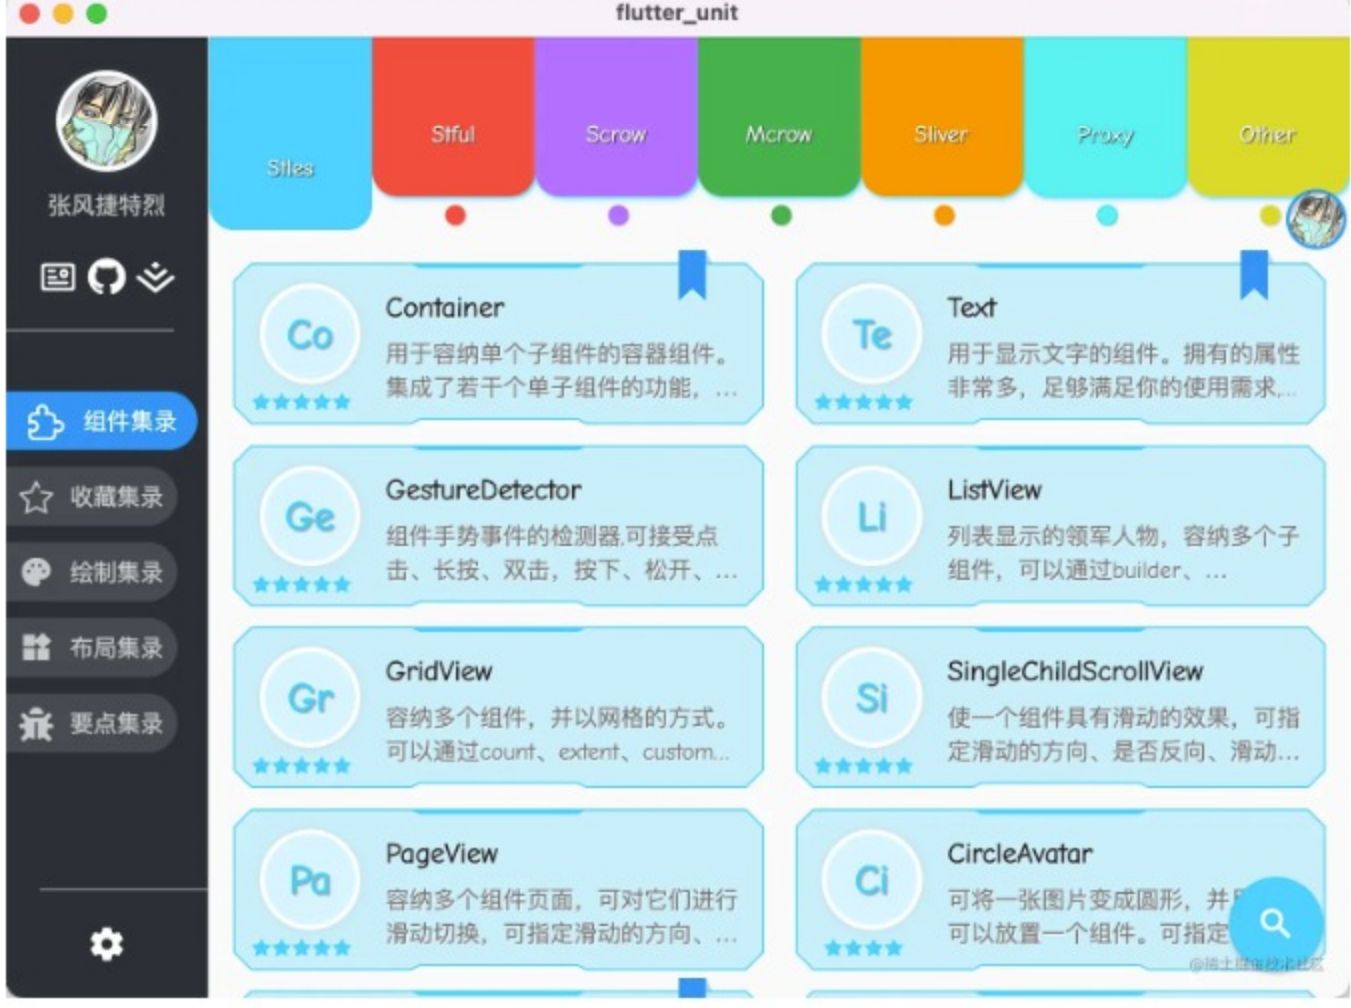 flutter_unit
张风捷特烈
组件集录
收藏集录
绘制集录
布局集录
要点集录
Stles
Stful
Scrow
Mcrow
Sliver
Proxy
Other
Co
Container
用于容纳单个子组件的容器组件。
集成了若干个单子组件的功能，…
Te
Text
用于显示文字的组件。拥有的属性
非常多，足够满足你的使用需求,...
Ge
GestureDetector
组件手势事件的检测器,可接受点
击、长按、双击，按下、松开、…
Li
ListView
列表显示的领军人物，容纳多个子
组件，可以通过builder、…
Gr
GridView
容纳多个组件，并以网格的方式。
可以通过count、extent、custom...
Si
SingleChildScrollView
使一个组件具有滑动的效果，可指
定滑动的方向、是否反向、滑动…
Pa
PageView
容纳多个组件页面，可对它们进行
滑动切换，可指定滑动的方向、…
Ci
CircleAvatar
可将一张图片变成圆形，并
可以放置一个组件。可指定
@稀土掘金技术社区